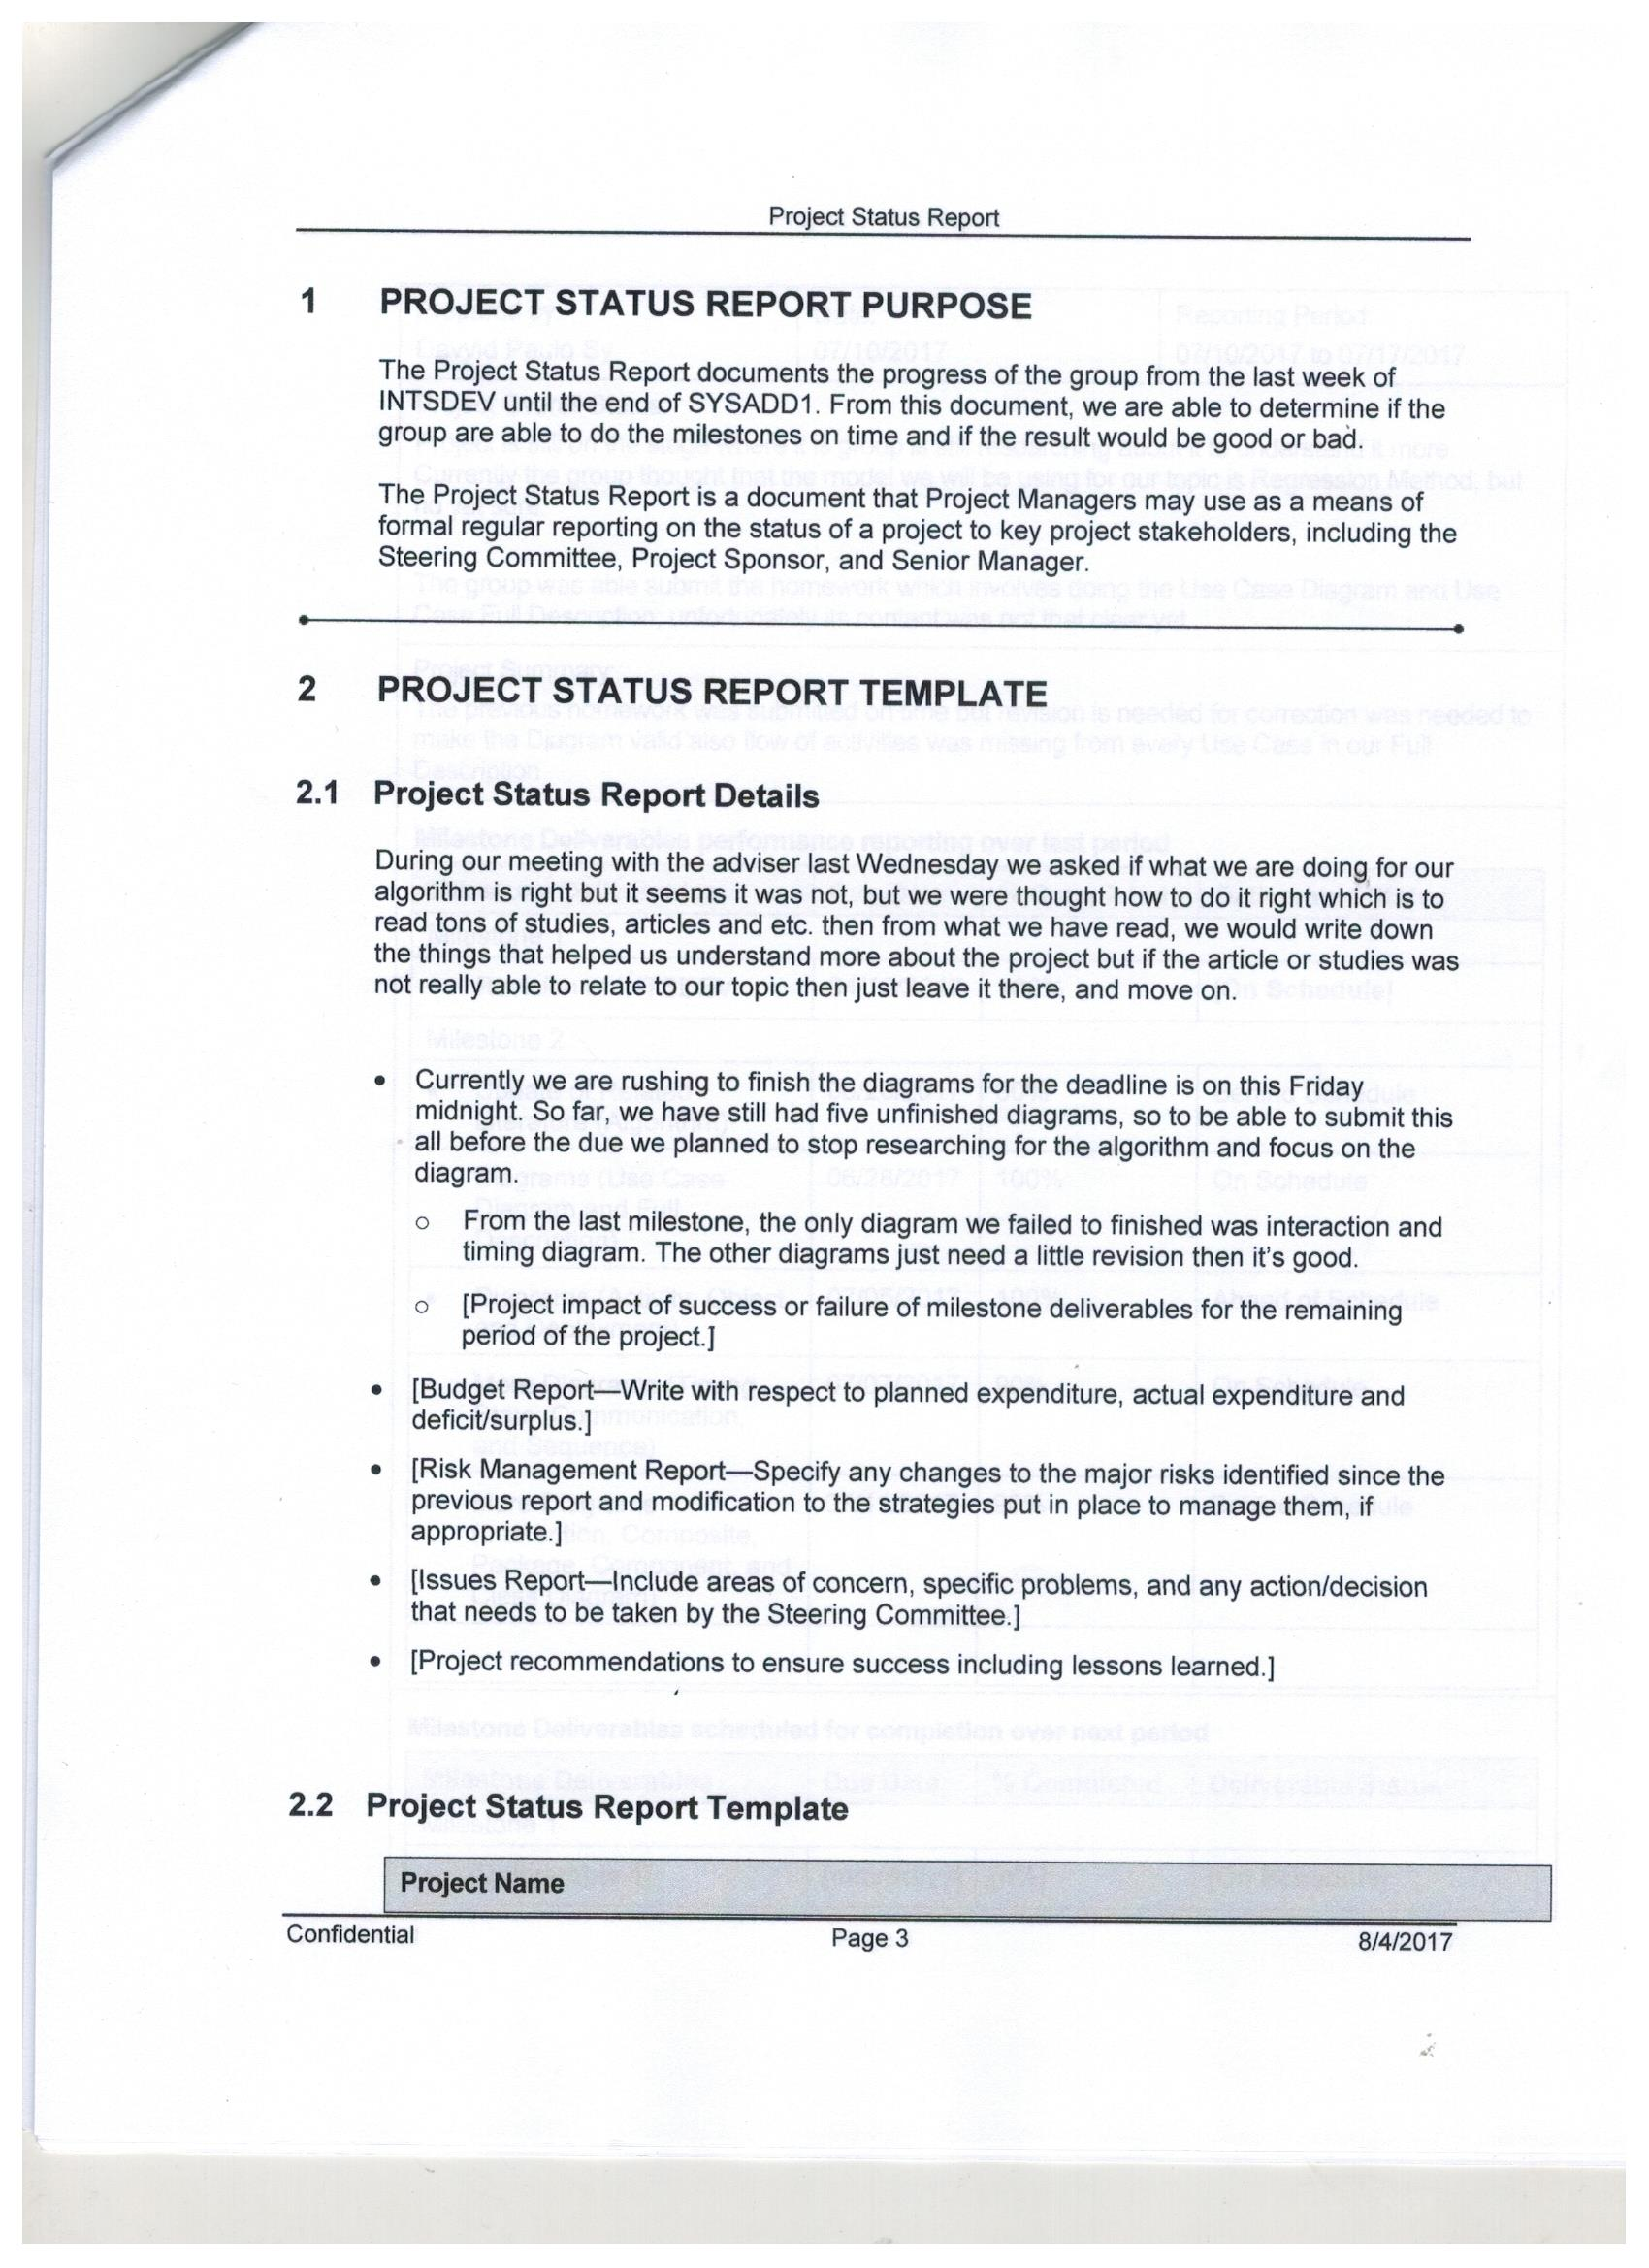 Project Status Report
1 PROJECT STATUS REPORT PURPOSE
The Project Status Report documents the progress of the group from the last week of
INTSDEV until the end of SYSADD1. From this document, we are able to determine if the
group are able to do the milestones on time and if the result would be good or bad.
The Project Status Report is a document that Project Managers may use as a means of
formal regular reporting on the status of a project to key project stakeholders, including the
Steering Committee, Project Sponsor, and Senior Manager.
2 PROJECT STATUS REPORT TEMPLATE
2.1 Project Status Report Details
During our meeting with the adviser last Wednesday we asked if what we are doing for our
algorithm is right but it seems it was not, but we were thought how to do it right which is to
read tons of studies, articles and etc. then from what we have read, we would write down
the things that helped us understand more about the project but if the article or studies was
not really able to relate to our topic then just leave it there, and move on.
• Currently we are rushing to finish the diagrams for the deadline is on this Friday
midnight. So far, we have still had five unfinished diagrams, so to be able to submit this
all before the due we planned to stop researching for the algorithm and focus on the
diagram.
o From the last milestone, the only diagram we failed to finished was interaction and
timing diagram. The other diagrams just need a little revision then it's good.
o [Project impact of success or failure of milestone deliverables for the remaining
period of the project.]
• [Budget Report—Write with respect to planned expenditure, actual expenditure and
deficit/surplus.]
• [Risk Management Report—Specify any changes to the major risks identified since the
previous report and modification to the strategies put in place to manage them, if
appropriate.]
• [Issues Report—Include areas of concern, specific problems, and any action/decision
that needs to be taken by the Steering Committee.]
• [Project recommendations to ensure success including lessons learned.]
2.2 Project Status Report Template
Project Name
Confidential Page 3 8/4/2017